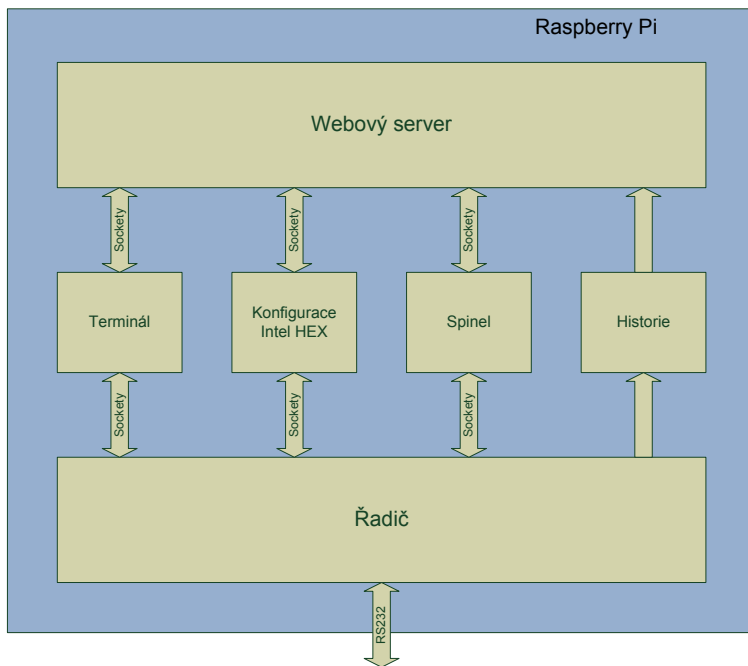 Raspberry Pi
Webový server
Sockety
Sockety
Sockety
Terminál
Konfigurace
Intel HEX
Spinel
Historie
Sockety
Sockety
Sockety
Řadič
RS232